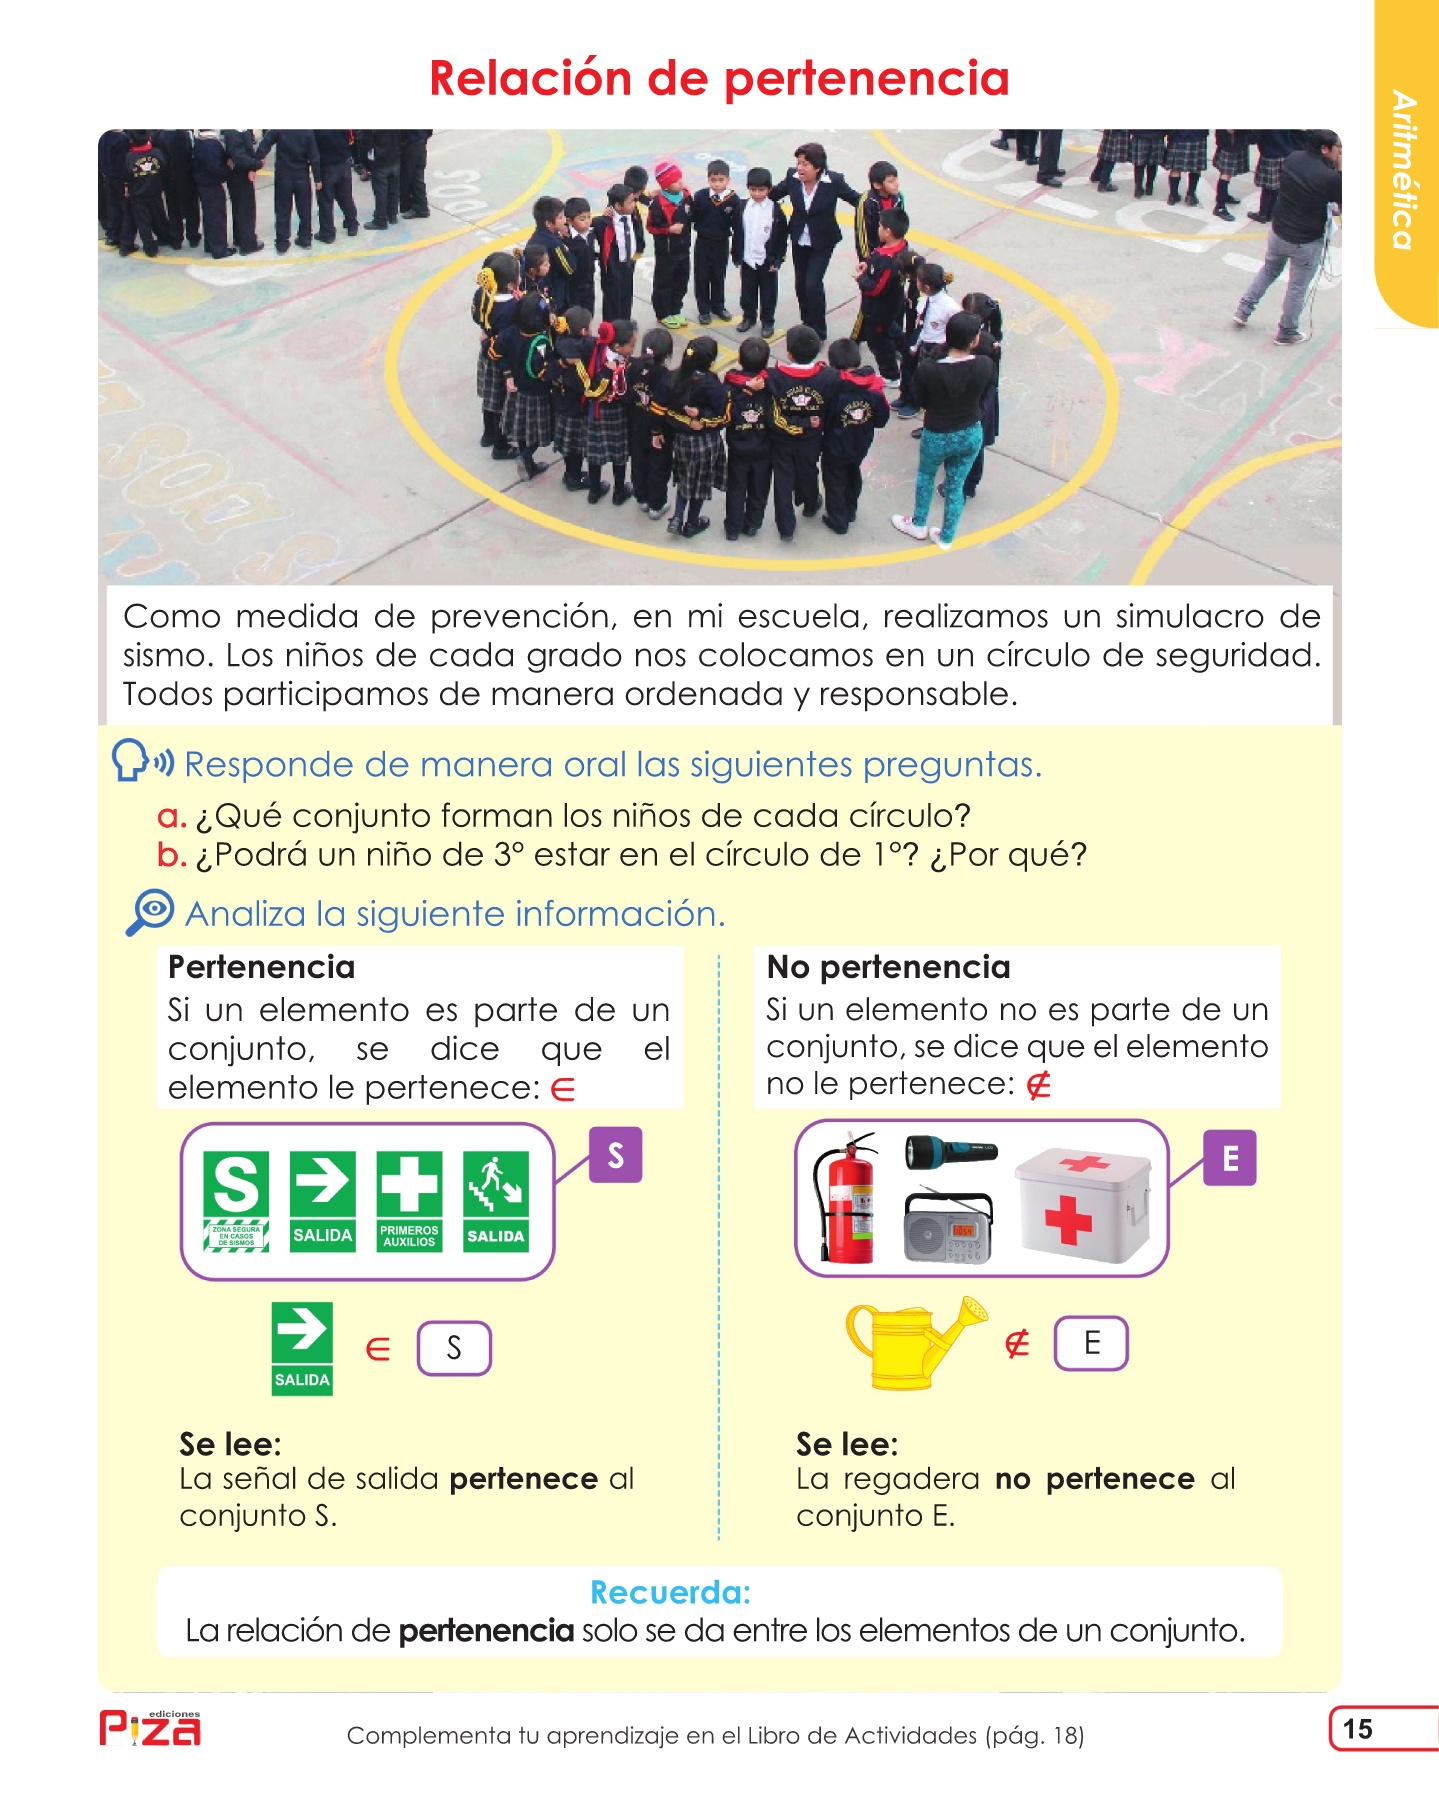 Relación de pertenencia
Aritmética
Como medida de prevención, en mi escuela, realizamos un simulacro de
sismo. Los niños de cada grado nos colocamos en un círculo de seguridad.
Todos participamos de manera ordenada y responsable.
Responde de manera oral las siguientes preguntas.
a. ¿Qué conjunto forman los niños de cada círculo?
b. ¿Podrá un niño de 3° estar en el círculo de 1°? ¿Por qué?
Analiza la siguiente información.
Pertenencia
Si un elemento es parte de un
conjunto, se dice que el
elemento le pertenece: ∈
S
S
ZONA SEGURA
EN CASOS
DE SISMOS
SALIDA
PRIMEROS
AUXILIOS
SALIDA
SALIDA
∈ S
Se lee:
La señal de salida pertenece al
conjunto S.
No pertenencia
Si un elemento no es parte de un
conjunto, se dice que el elemento
no le pertenece: ∉
E
∉ E
Se lee:
La regadera no pertenece al
conjunto E.
Recuerda:
La relación de pertenencia solo se da entre los elementos de un conjunto.
ediciones
Piza
Complementa tu aprendizaje en el Libro de Actividades (pág. 18)
15